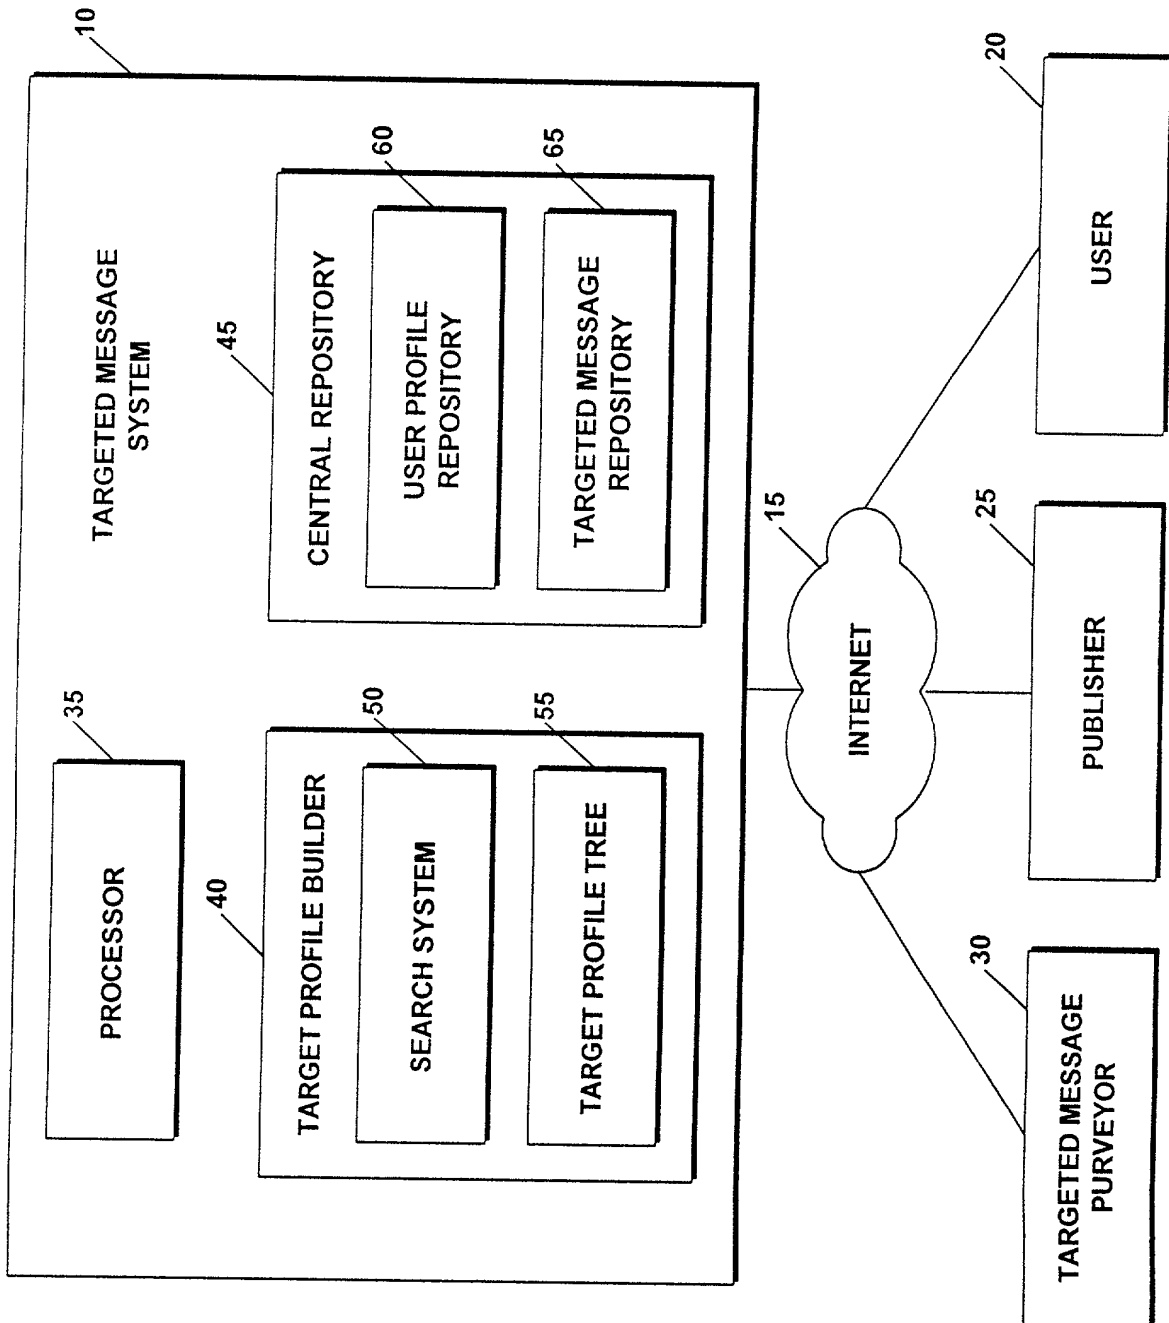 10
TARGETED MESSAGE
SYSTEM
35
PROCESSOR
40
TARGET PROFILE BUILDER
50
SEARCH SYSTEM
55
TARGET PROFILE TREE
45
CENTRAL REPOSITORY
60
USER PROFILE
REPOSITORY
65
TARGETED MESSAGE
REPOSITORY
15
INTERNET
30
TARGETED MESSAGE
PURVEYOR
25
PUBLISHER
20
USER